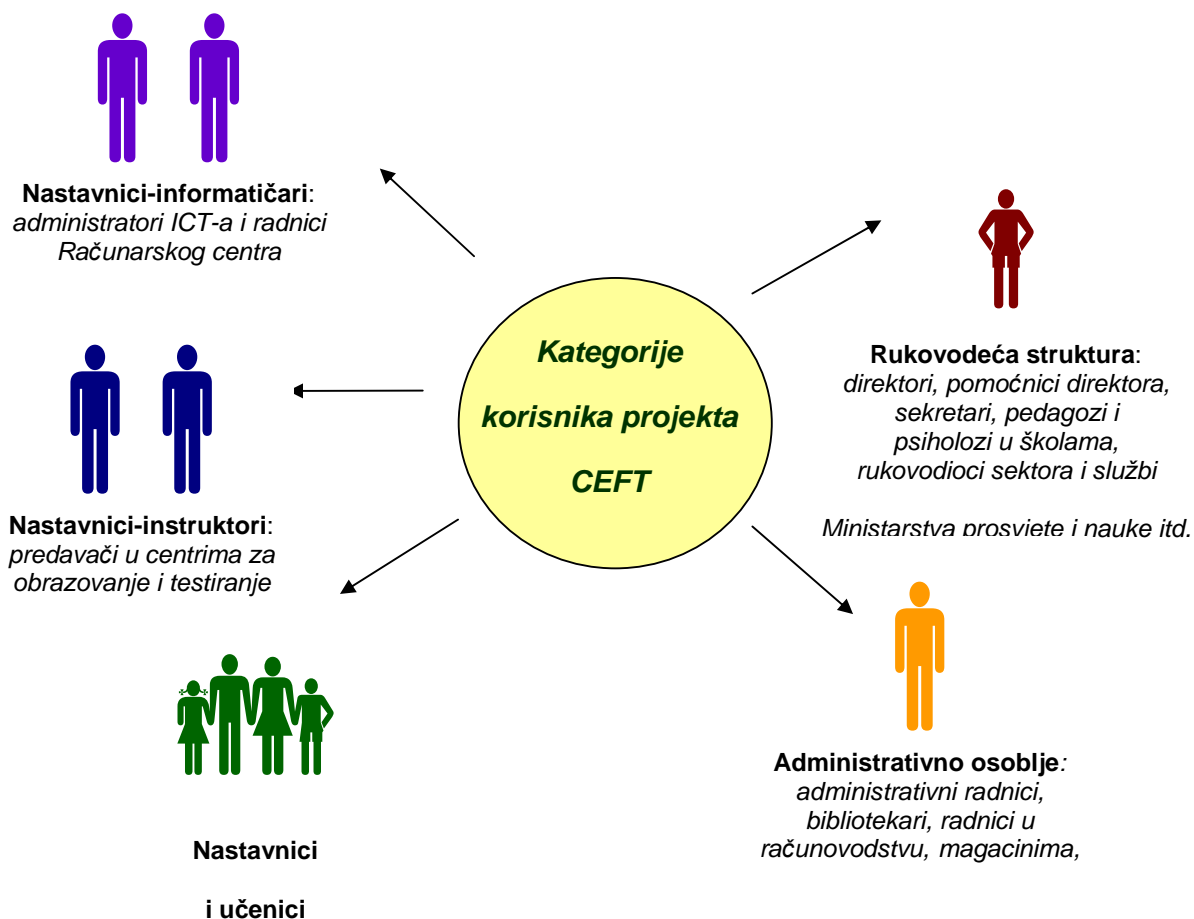 Nastavnici-informatičari:
administratori ICT-a i radnici
Računarskog centra
Nastavnici-instruktori:
predavači u centrima za
obrazovanje i testiranje
Nastavnici
i učenici
Kategorije
korisnika projekta
CEFT
Rukovodeća struktura:
direktori, pomoćnici direktora,
sekretari, pedagozi i
psiholozi u školama,
rukovodioci sektora i službi
Ministarstva prosvjete i nauke itd.
Administrativno osoblje:
administrativni radnici,
bibliotekari, radnici u
računovodstvu, magacinima,